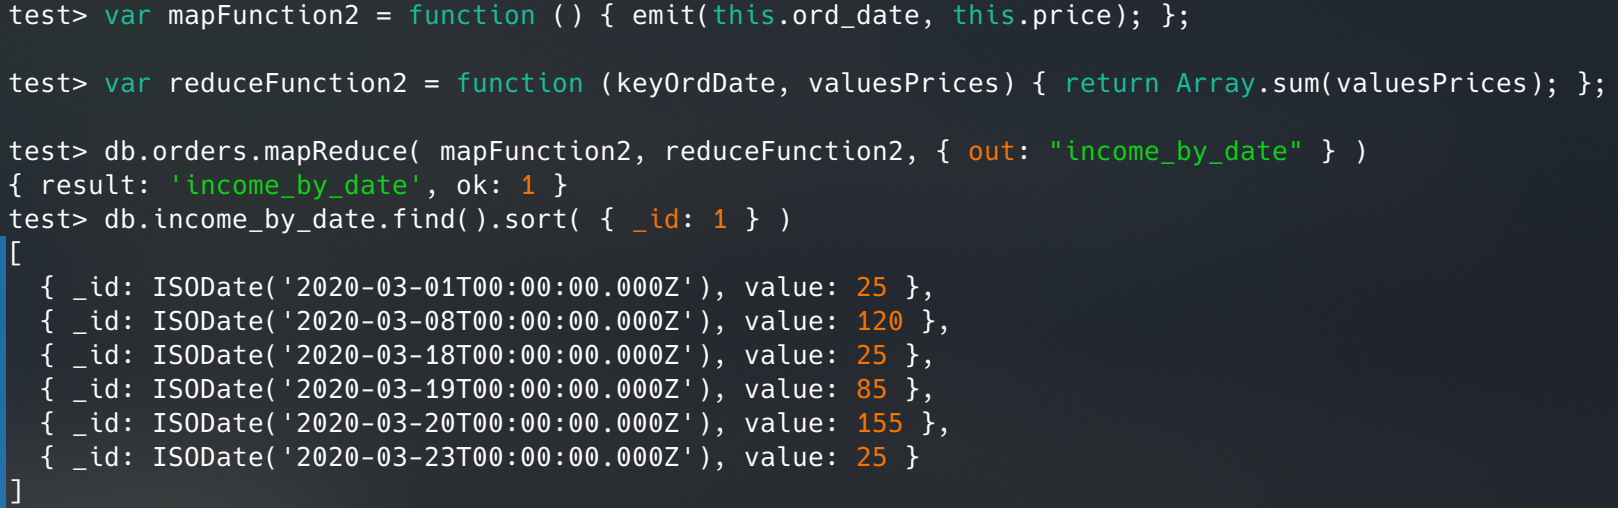 test> var mapFunction2 = function () { emit(this.ord_date, this.price); };
test> var reduceFunction2 = function (keyOrdDate, valuesPrices) { return Array.sum(valuesPrices); };
test> db.orders.mapReduce( mapFunction2, reduceFunction2, { out: "income_by_date" } )
{ result: 'income_by_date', ok: 1 }
test> db.income_by_date.find().sort( { _id: 1 } )
[
  { _id: ISODate('2020-03-01T00:00:00.000Z'), value: 25 },
  { _id: ISODate('2020-03-08T00:00:00.000Z'), value: 120 },
  { _id: ISODate('2020-03-18T00:00:00.000Z'), value: 25 },
  { _id: ISODate('2020-03-19T00:00:00.000Z'), value: 85 },
  { _id: ISODate('2020-03-20T00:00:00.000Z'), value: 155 },
  { _id: ISODate('2020-03-23T00:00:00.000Z'), value: 25 }
]